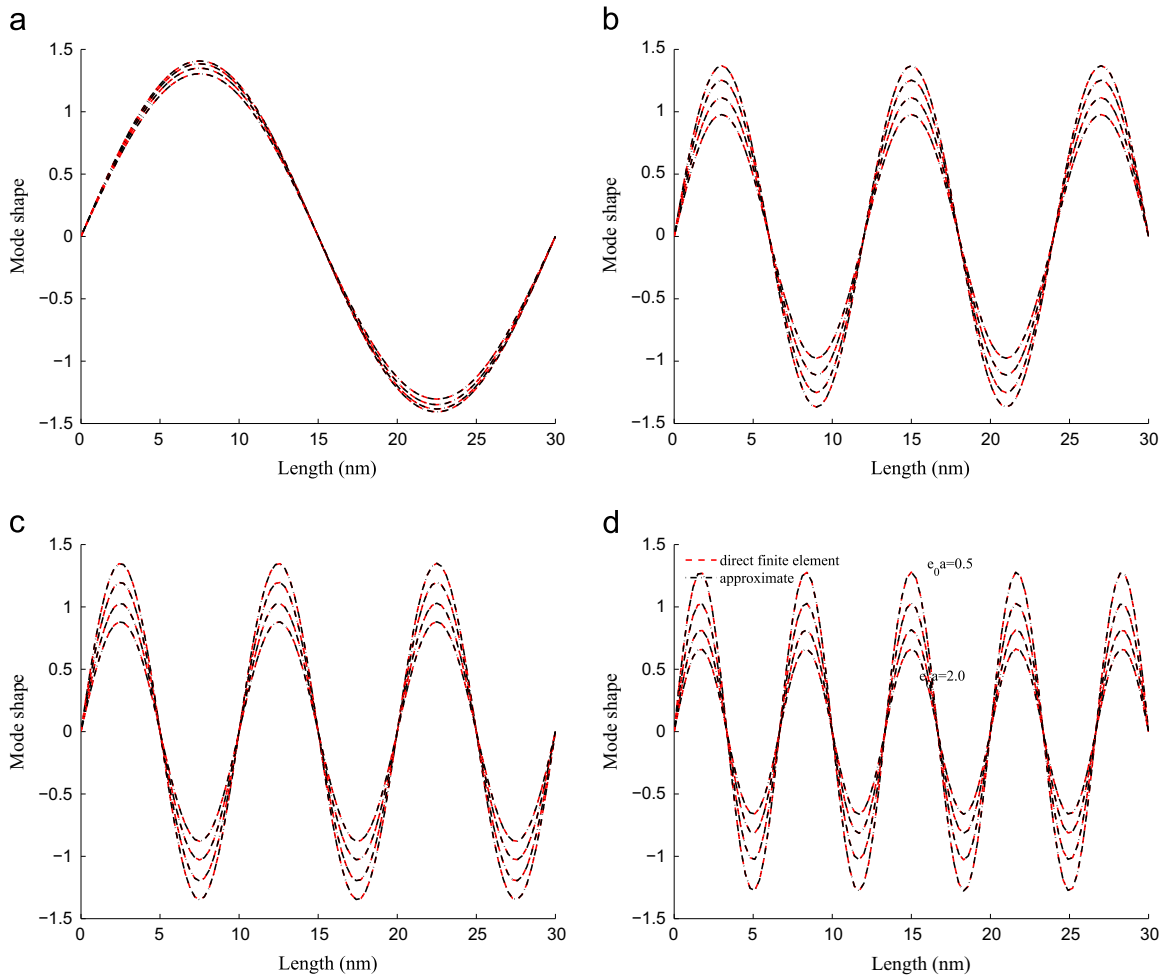 a
1.5
1
0.5
0
−0.5
−1
−1.5
Mode shape
0 5 10 15 20 25 30
Length (nm)
b
1.5
1
0.5
0
−0.5
−1
−1.5
Mode shape
0 5 10 15 20 25 30
Length (nm)
c
1.5
1
0.5
0
−0.5
−1
−1.5
Mode shape
0 5 10 15 20 25 30
Length (nm)
d
1.5
1
0.5
0
−0.5
−1
−1.5
Mode shape
direct finite element
approximate
e0a=0.5
e0a=2.0
0 5 10 15 20 25 30
Length (nm)